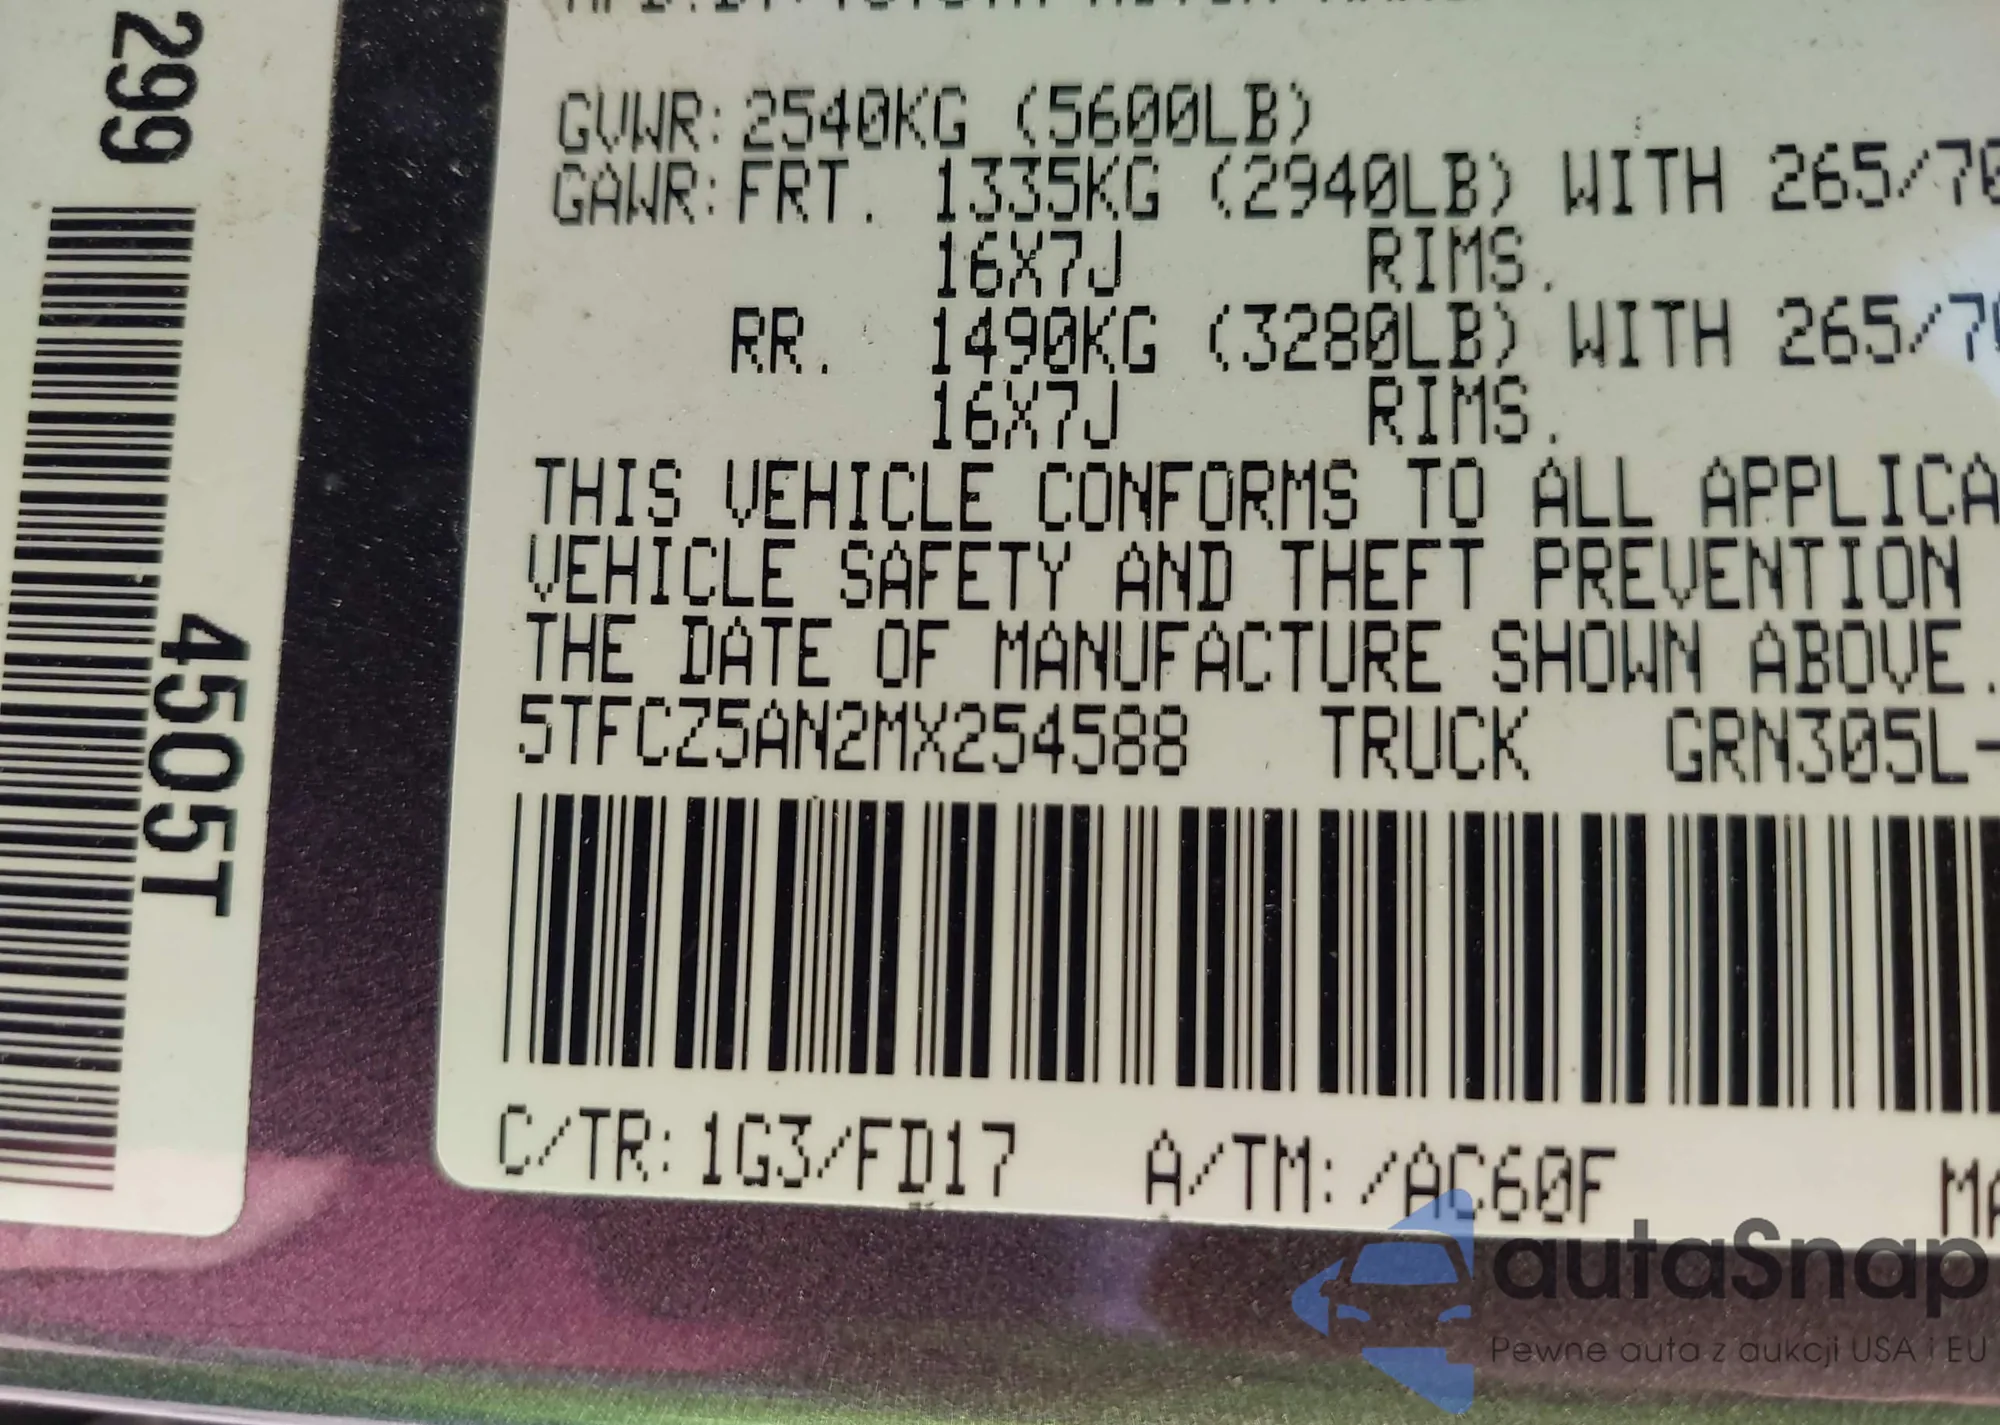 299
4505T
GVWR: 2540KG (5600LB)
GAWR: FRT. 1335KG (2940LB) WITH 265/70
16X7J RIMS.
RR. 1490KG (3280LB) WITH 265/70
16X7J RIMS.
THIS VEHICLE CONFORMS TO ALL APPLICA
VEHICLE SAFETY AND THEFT PREVENTION
THE DATE OF MANUFACTURE SHOWN ABOVE.
5TFCZ5AN2MX254588 TRUCK GRN305L-
C/TR: 1G3/FD17 A/TM: /AC60F MA
autaSnap
Pewne auta z aukcji USA i EU